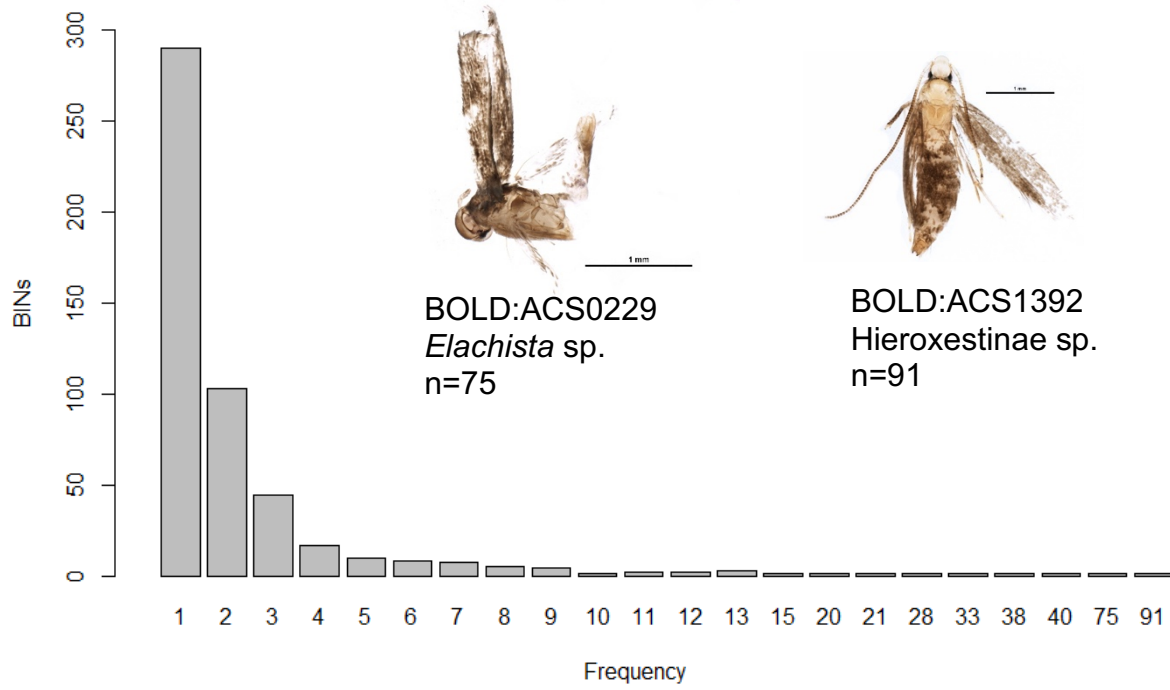 300
250
200
150
100
50
0
BINs
1 mm
BOLD:ACS0229
Elachista sp.
n=75
1 mm
BOLD:ACS1392
Hieroxestinae sp.
n=91
1 2 3 4 5 6 7 8 9 10 11 12 13 15 20 21 28 33 38 40 75 91
Frequency